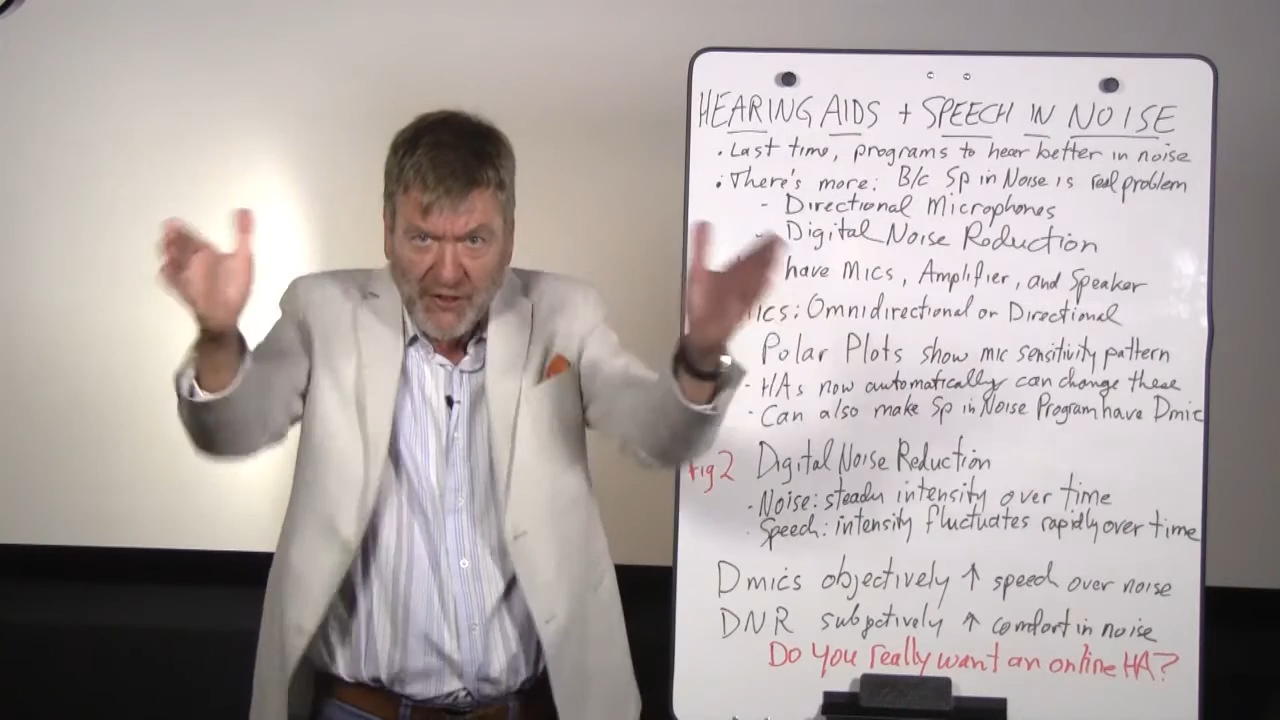 HEARING AIDS + SPEECH IN NOISE
• Last time, programs to hear better in noise
• There's more: B/c Sp in Noise is real problem
- Directional Microphones
- Digital Noise Reduction
have Mics, Amplifier, and Speaker
ics: Omnidirectional or Directional
Polar Plots show mic sensitivity pattern
- HAs now automatically can change these
- Can also make Sp in Noise Program have Dmic
Fig 2 Digital Noise Reduction
- Noise: steady intensity over time
- Speech: intensity fluctuates rapidly over time
Dmics objectively ↑ speech over noise
DNR subjectively ↑ comfort in noise
Do you really want an online HA?